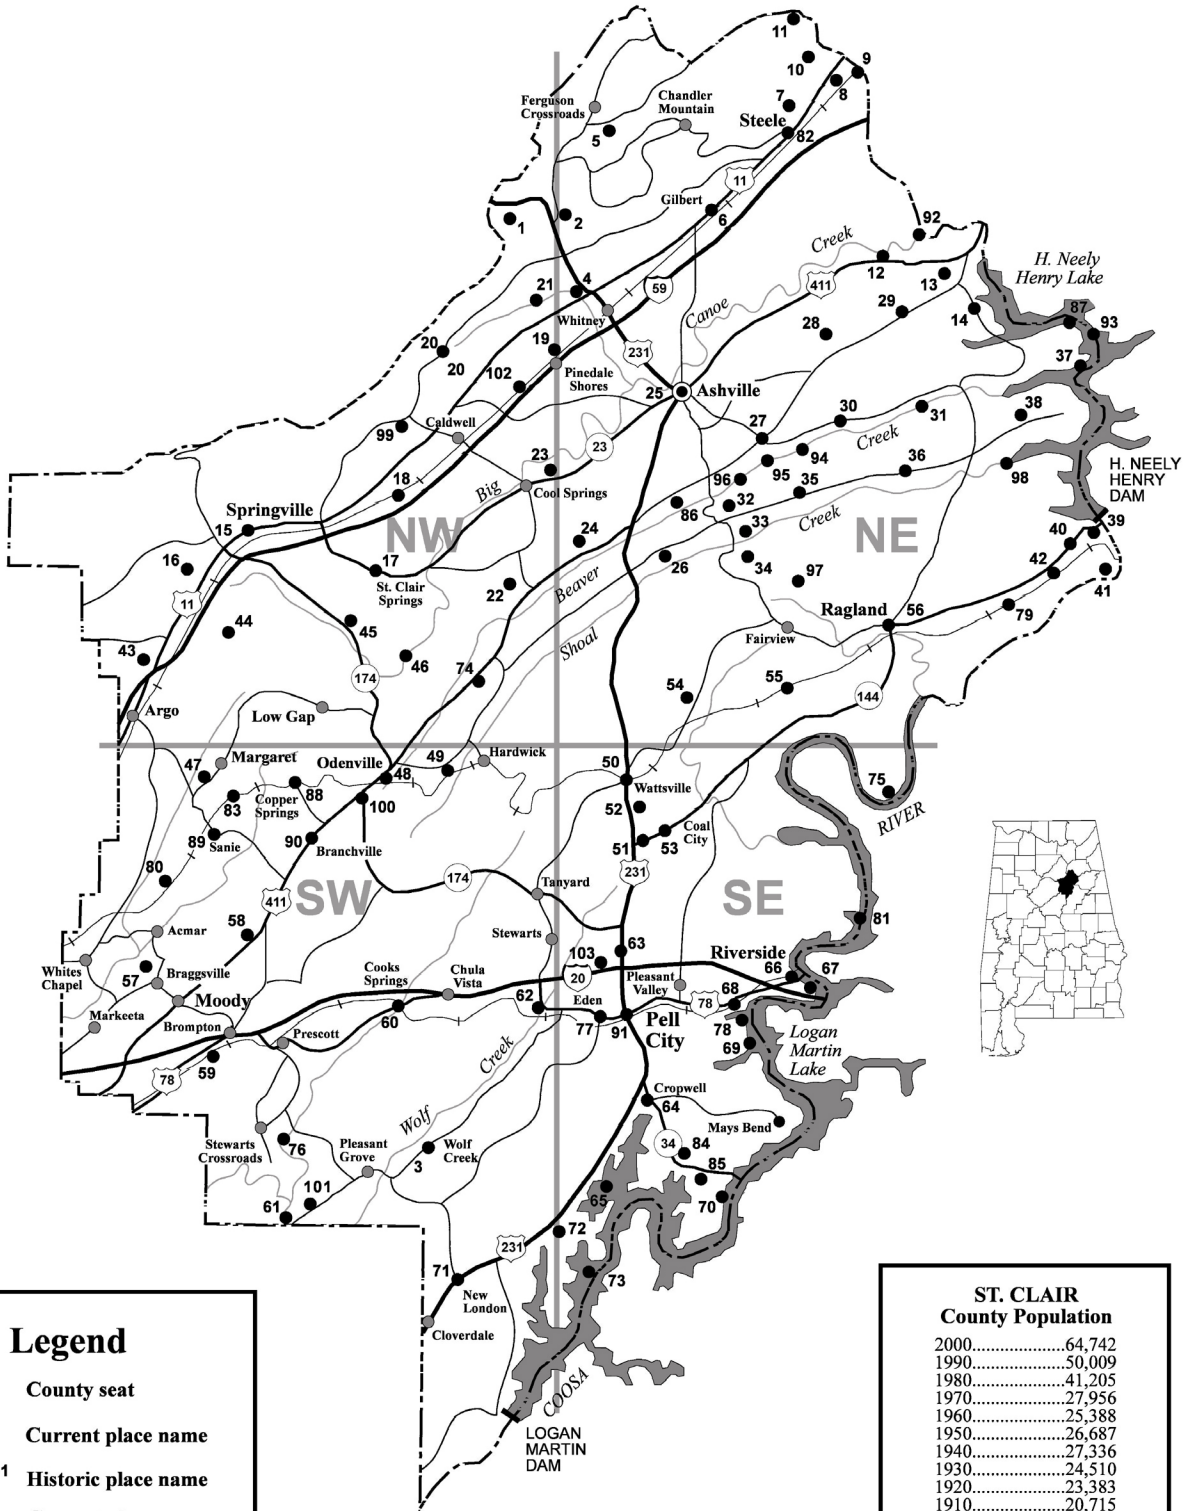 11
10
9
8
7
Ferguson
Crossroads
Chandler
Mountain
5
Steele
82
11
Gilbert
6
1
2
92
Creek
12
411
13
H. Neely
Henry Lake
21
4
59
Whitney
Canoe
29
28
14
87
93
20
20
19
231
37
102
Pinedale
Shores
25
Ashville
99
Caldwell
23
27
30
31
38
Creek
23
94
95
36
98
H. NEELY
HENRY
DAM
18
Big
Cool Springs
96
35
86
32
Creek
Springville
15
NW
24
33
NE
39
40
16
17
St. Clair
Springs
26
34
42
41
11
22
Beaver
97
44
45
Shoal
Ragland
56
79
43
46
Fairview
174
74
54
55
144
Argo
Low Gap
47
Margaret
Odenville
49
Hardwick
50
48
Wattsville
75
83
Copper
Springs
88
100
52
RIVER
89
Sanie
90
Branchville
51
53
Coal
City
80
174
Tanyard
231
411
SW
SE
58
Acmar
Stewarts
81
Whites
Chapel
57
Braggsville
103
63
Riverside
66
67
Cooks
Springs
Chula
Vista
20
Pleasant
Valley
68
Moody
62
Eden
78
Markeeta
Brompton
60
77
91
Pell
City
78
Prescott
69
Logan
Martin
Lake
59
Creek
78
Cropwell
64
Wolf
Mays Bend
Stewarts
Crossroads
76
Pleasant
Grove
3
Wolf
Creek
34
84
85
101
65
70
61
72
231
71
73
New
London
Cloverdale
COOSA
LOGAN
MARTIN
DAM
Legend
County seat
Current place name
1
Historic place name
ST. CLAIR
County Population
2000...................64,742
1990...................50,009
1980...................41,205
1970...................27,956
1960...................25,388
1950...................26,687
1940...................27,336
1930...................24,510
1920...................23,383
1910...................20,715